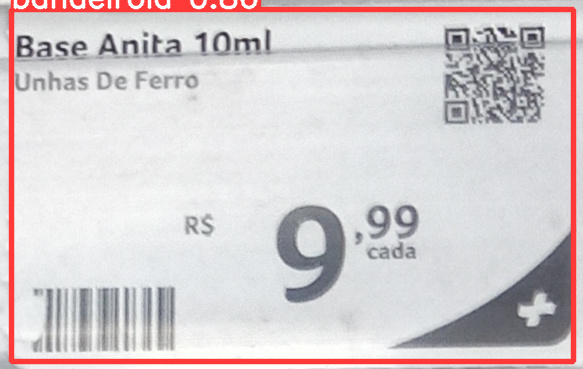 bandeirola 0.86
Base Anita 10ml
Unhas De Ferro
R$ 9,99
cada